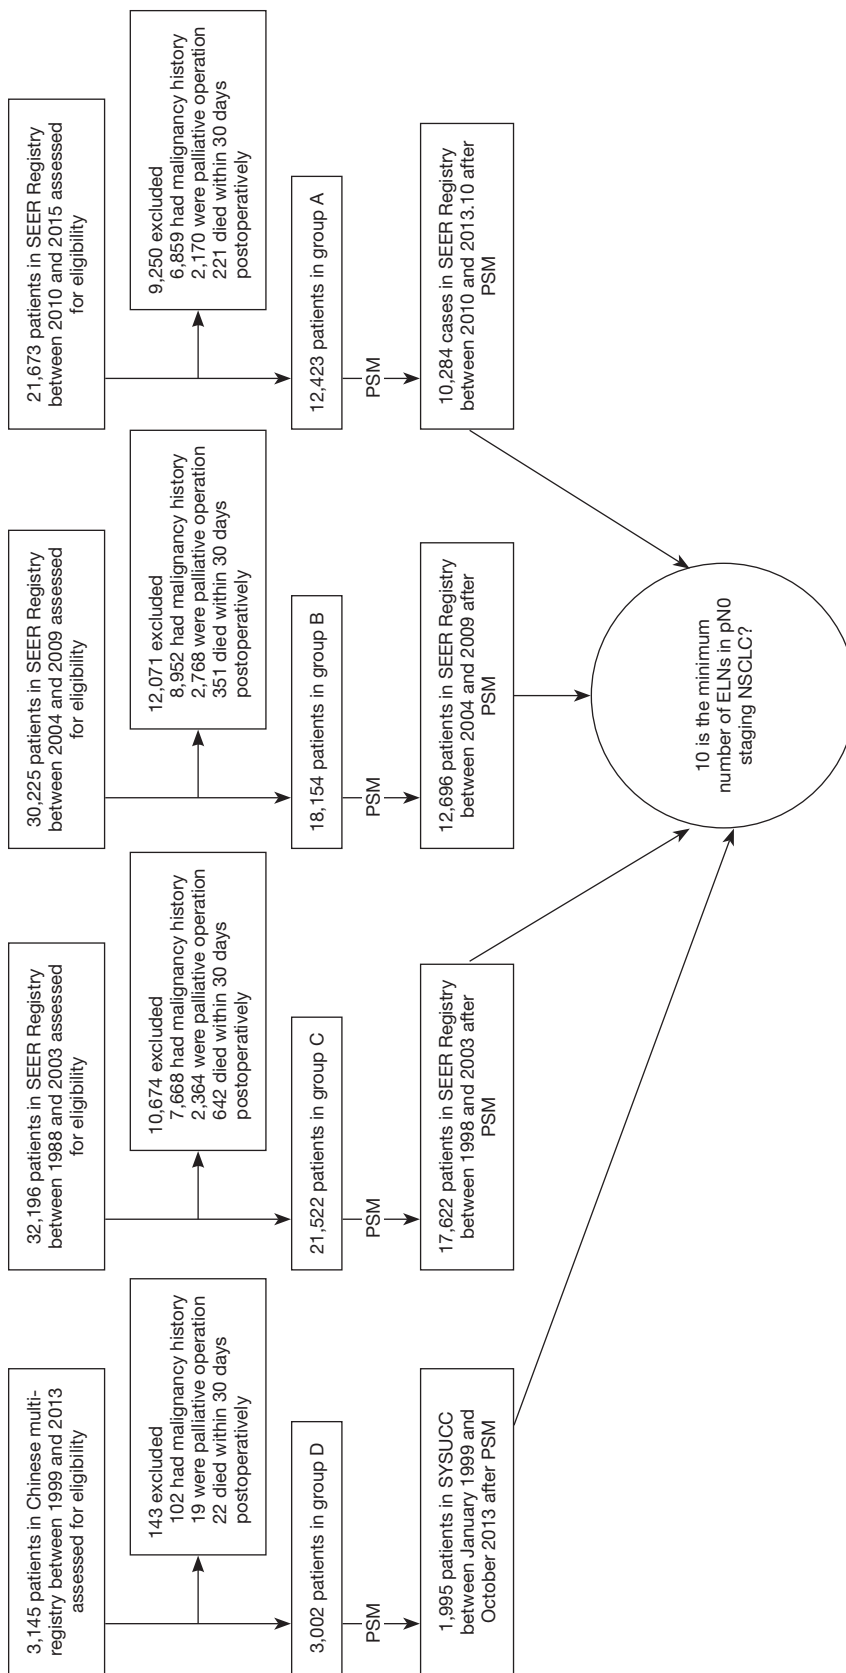 21,673 patients in SEER Registry
between 2010 and 2015 assessed
for eligibility
9,250 excluded
6,859 had malignancy history
2,170 were palliative operation
221 died within 30 days
postoperatively
12,423 patients in group A
PSM
10,284 cases in SEER Registry
between 2010 and 2013.10 after
PSM
30,225 patients in SEER Registry
between 2004 and 2009 assessed
for eligibility
12,071 excluded
8,952 had malignancy history
2,768 were palliative operation
351 died within 30 days
postoperatively
18,154 patients in group B
PSM
12,696 patients in SEER Registry
between 2004 and 2009 after
PSM
32,196 patients in SEER Registry
between 1988 and 2003 assessed
for eligibility
10,674 excluded
7,668 had malignancy history
2,364 were palliative operation
642 died within 30 days
postoperatively
21,522 patients in group C
PSM
17,622 patients in SEER Registry
between 1998 and 2003 after
PSM
3,145 patients in Chinese multi-
registry between 1999 and 2013
assessed for eligibility
143 excluded
102 had malignancy history
19 were palliative operation
22 died within 30 days
postoperatively
3,002 patients in group D
PSM
1,995 patients in SYSUCC
between January 1999 and
October 2013 after PSM
10 is the minimum
number of ELNs in pN0
staging NSCLC?